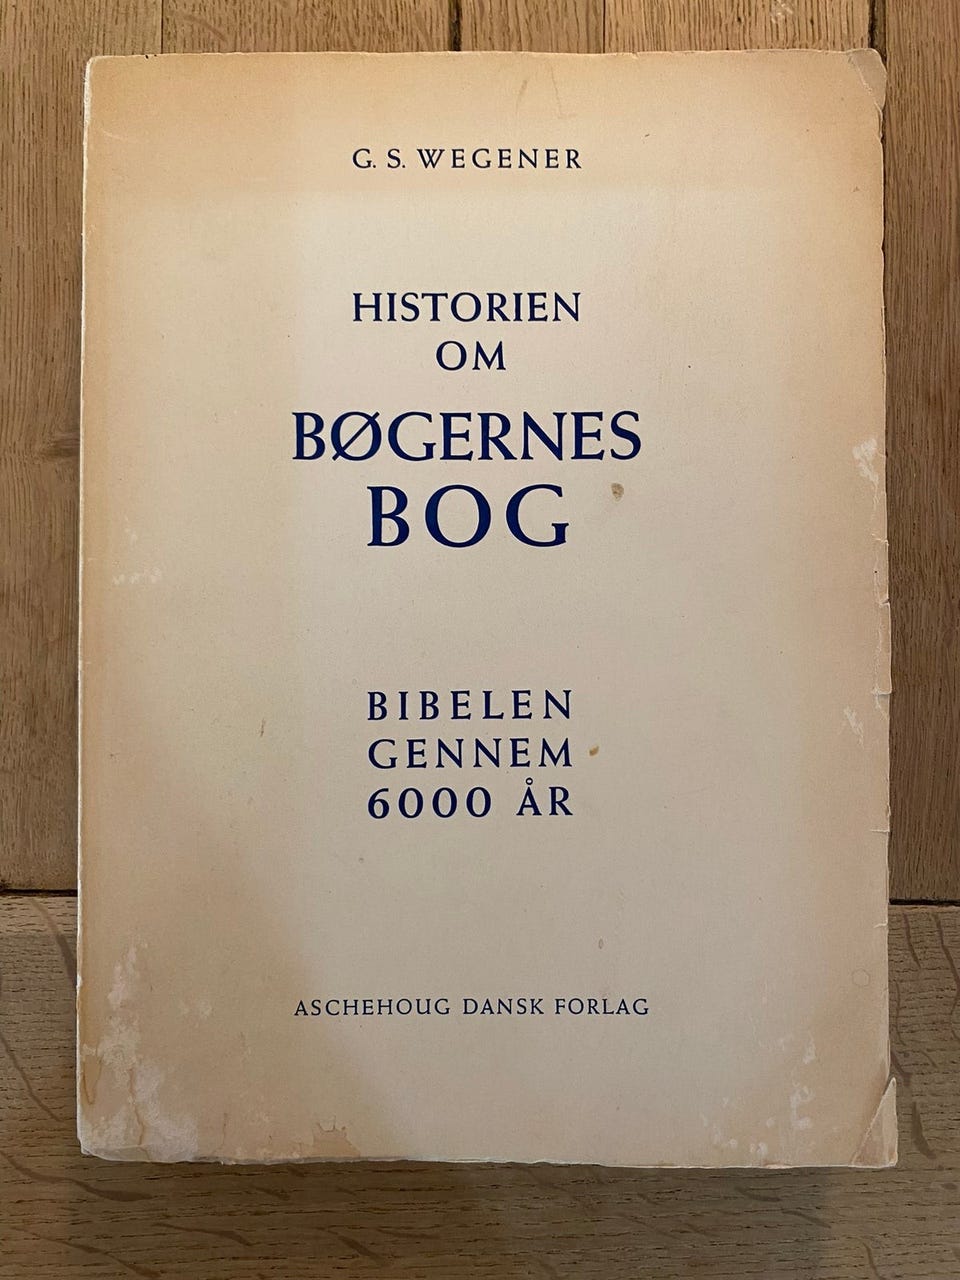 G. S. WEGENER
HISTORIEN
OM
BØGERNES
BOG
BIBELEN
GENNEM
6000 ÅR
ASCHEHOUG DANSK FORLAG